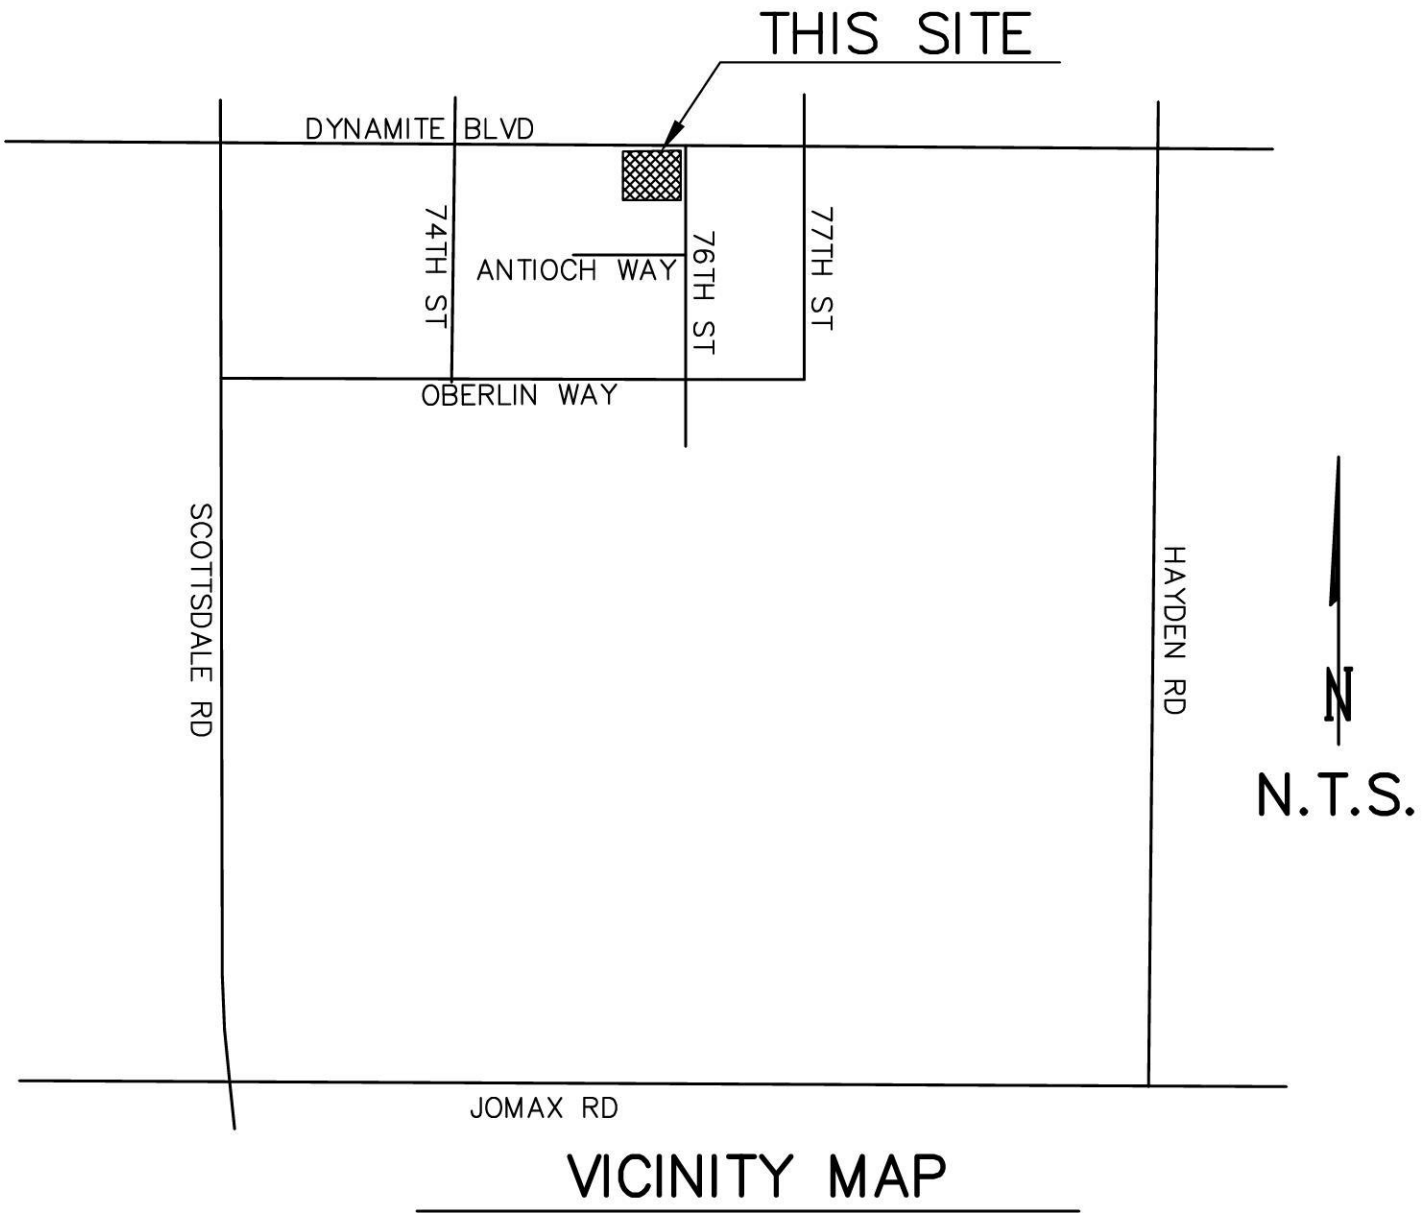 THIS SITE
DYNAMITE BLVD
74TH ST
76TH ST
77TH ST
ANTIOCH WAY
OBERLIN WAY
SCOTTSDALE RD
HAYDEN RD
N
N.T.S.
JOMAX RD
VICINITY MAP